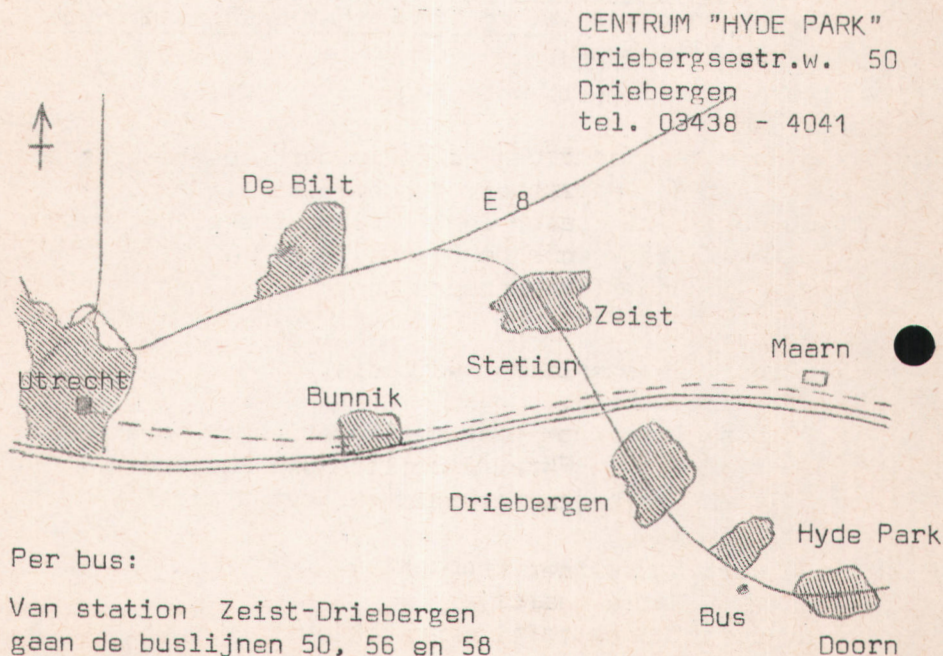 CENTRUM "HYDE PARK"
Driebergsestr.w. 50
Driebergen
tel. 03438 - 4041
De Bilt
E 8
Zeist
Station
Maarn
Utrecht
Bunnik
Driebergen
Hyde Park
Bus
Doorn
Per bus:
Van station Zeist-Driebergen
gaan de buslijnen 50, 56 en 58